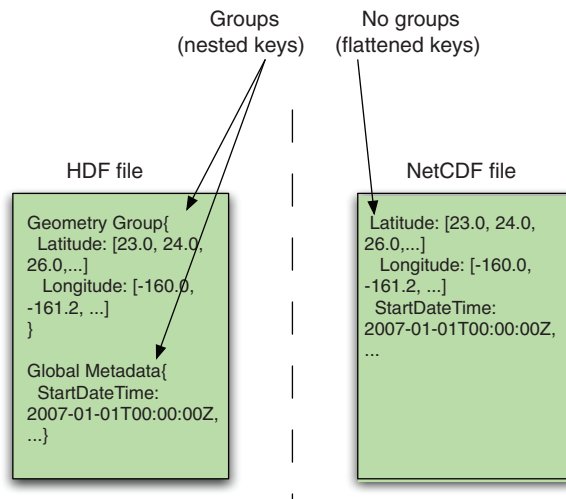 Groups
(nested keys)
No groups
(flattened keys)
HDF file
Geometry Group{
Latitude: [23.0, 24.0,
26.0,...]
Longitude: [-160.0,
-161.2, ...]
}
Global Metadata{
StartDateTime:
2007-01-01T00:00:00Z,
...}
NetCDF file
Latitude: [23.0, 24.0,
26.0,...]
Longitude: [-160.0,
-161.2, ...]
StartDateTime:
2007-01-01T00:00:00Z,
...